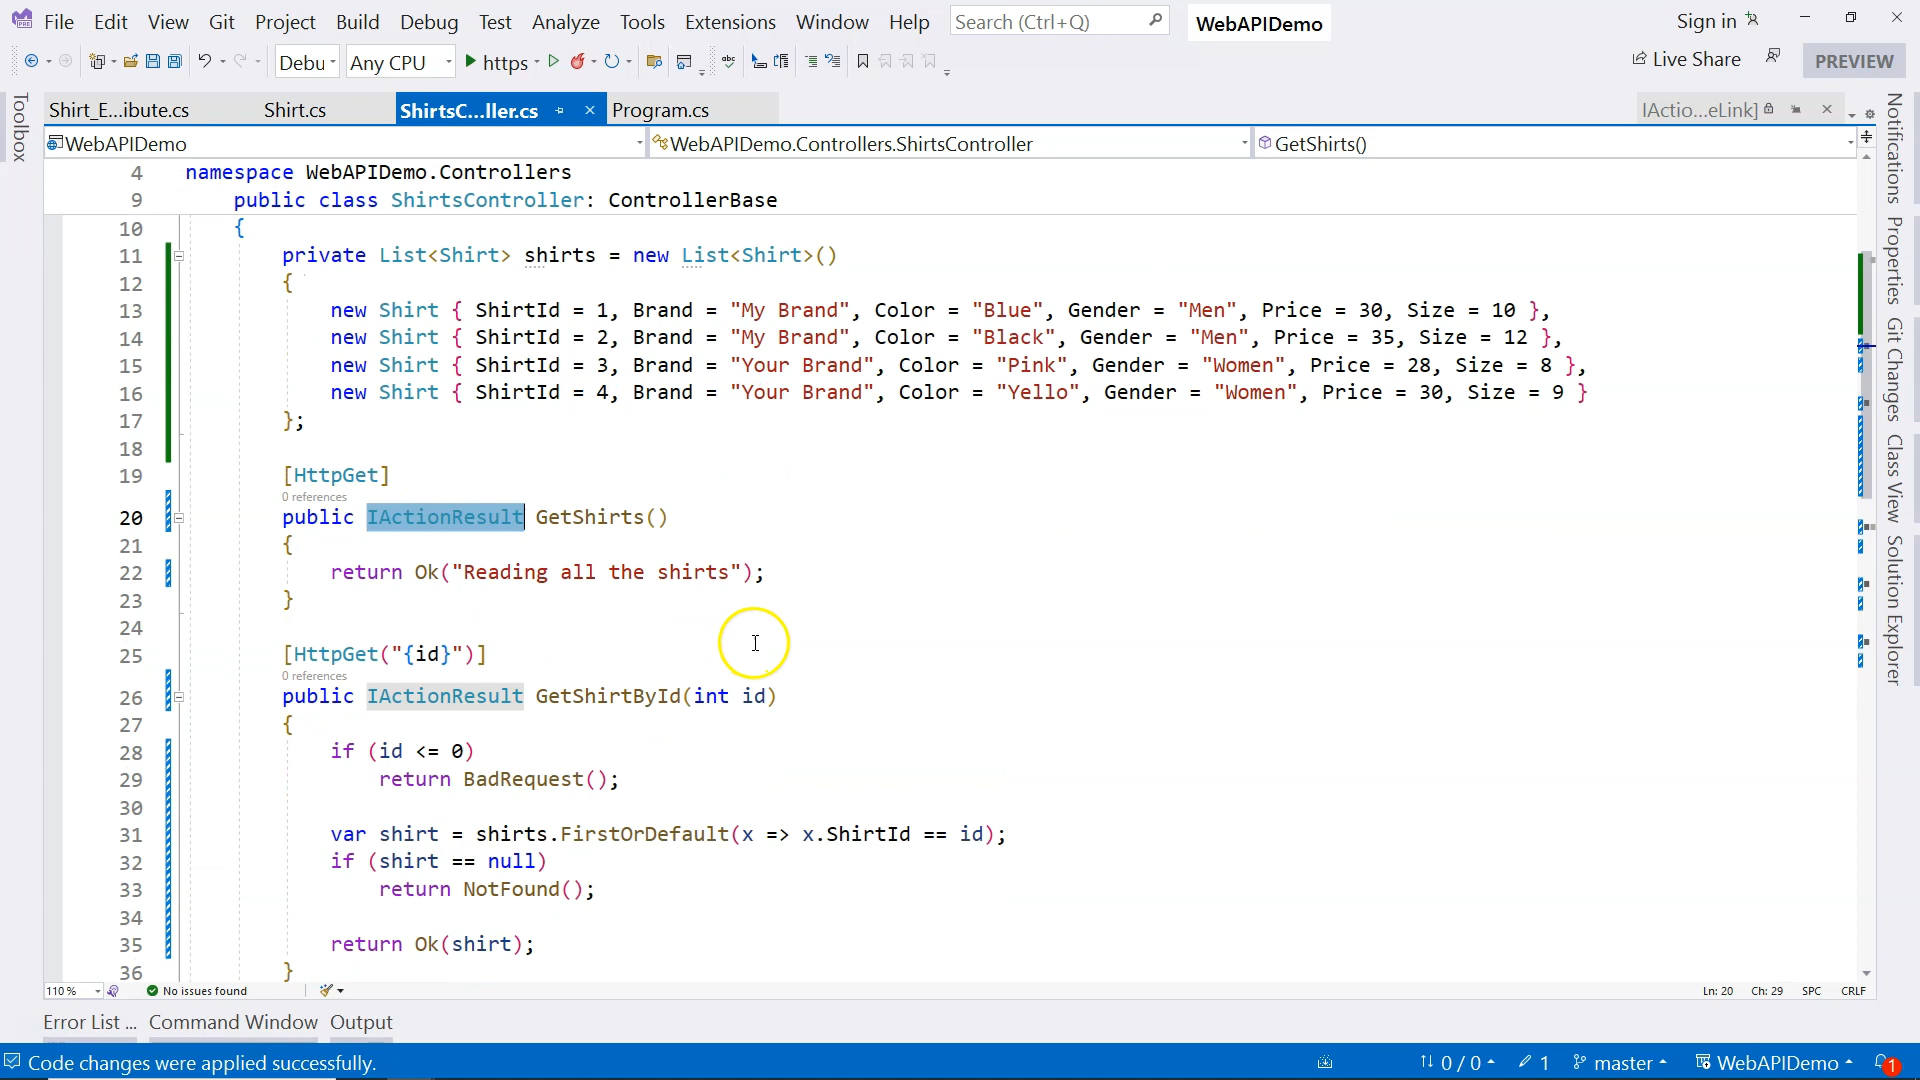 File Edit View Git Project Build Debug Test Analyze Tools Extensions Window Help Search (Ctrl+Q) WebAPIDemo Sign in
Debu Any CPU https Live Share PREVIEW
Shirt_E...ibute.cs Shirt.cs ShirtsC...ller.cs Program.cs IActio...eLink]
WebAPIDemo WebAPIDemo.Controllers.ShirtsController GetShirts()
4 namespace WebAPIDemo.Controllers
9 public class ShirtsController: ControllerBase
10 {
11 private List<Shirt> shirts = new List<Shirt>()
12 {
13 new Shirt { ShirtId = 1, Brand = "My Brand", Color = "Blue", Gender = "Men", Price = 30, Size = 10 },
14 new Shirt { ShirtId = 2, Brand = "My Brand", Color = "Black", Gender = "Men", Price = 35, Size = 12 },
15 new Shirt { ShirtId = 3, Brand = "Your Brand", Color = "Pink", Gender = "Women", Price = 28, Size = 8 },
16 new Shirt { ShirtId = 4, Brand = "Your Brand", Color = "Yello", Gender = "Women", Price = 30, Size = 9 }
17 };
18
19 [HttpGet]
0 references
20 public IActionResult GetShirts()
21 {
22 return Ok("Reading all the shirts");
23 }
24
25 [HttpGet("{id}")]
0 references
26 public IActionResult GetShirtById(int id)
27 {
28 if (id <= 0)
29 return BadRequest();
30
31 var shirt = shirts.FirstOrDefault(x => x.ShirtId == id);
32 if (shirt == null)
33 return NotFound();
34
35 return Ok(shirt);
36 }
110 % No issues found Ln: 20 Ch: 29 SPC CRLF
Error List ... Command Window Output
Code changes were applied successfully. 0 / 0 1 master WebAPIDemo 1
Toolbox
Notifications
Properties
Git Changes
Class View
Solution Explorer